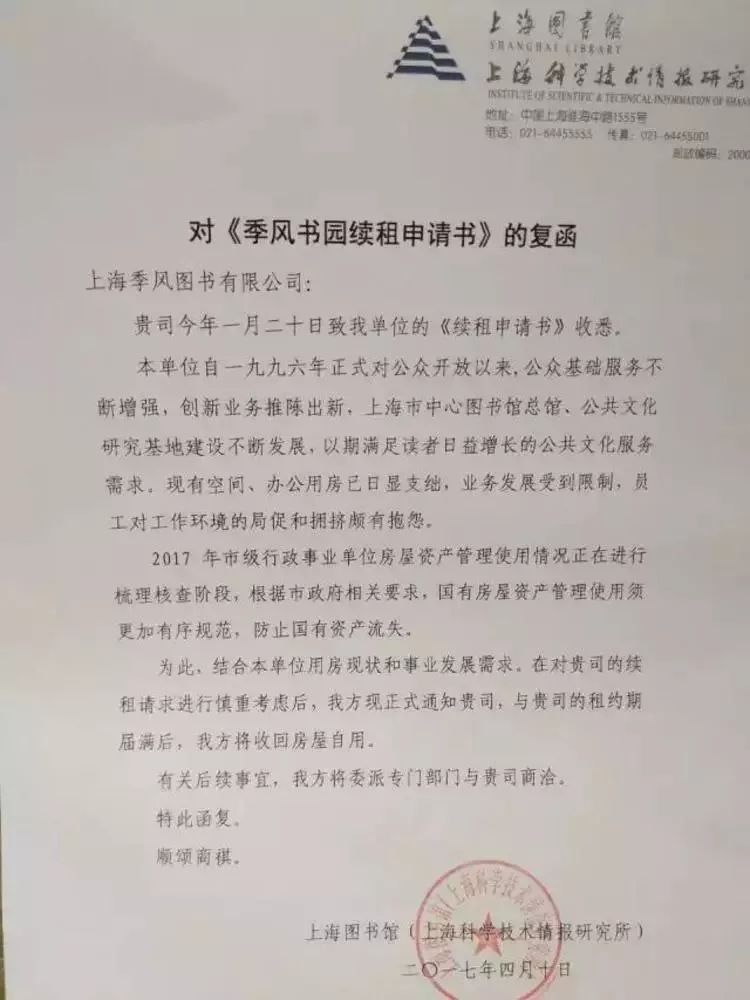 上海图书馆
SHANGHAI LIBRARY
上海科学技术情报研究
INSTITUTE OF SCIENTIFIC & TECHNICAL INFORMATION OF SHAN
地址：中国上海淮海中路1555号
电话：021-64455555 传真：021-64455001
邮政编码：2000
对《季风书园续租申请书》的复函
上海季风图书有限公司：
贵司今年一月二十日致我单位的《续租申请书》收悉。
本单位自一九九六年正式对公众开放以来，公众基础服务不
断增强，创新业务推陈出新，上海市中心图书馆总馆、公共文化
研究基地建设不断发展，以期满足读者日益增长的公共文化服务
需求。现有空间、办公用房已日显支绌，业务发展受到限制，员
工对工作环境的局促和拥挤颇有抱怨。
2017 年市级行政事业单位房屋资产管理使用情况正在进行
梳理核查阶段，根据市政府相关要求，国有房屋资产管理使用须
更加有序规范，防止国有资产流失。
为此，结合本单位用房现状和事业发展需求。在对贵司的续
租请求进行慎重考虑后，我方现正式通知贵司，与贵司的租约期
届满后，我方将收回房屋自用。
有关后续事宜，我方将委派专门部门与贵司商洽。
特此函复。
顺颂商祺。
上海图书馆（上海科学技术情报研究所）
二〇一七年四月十日